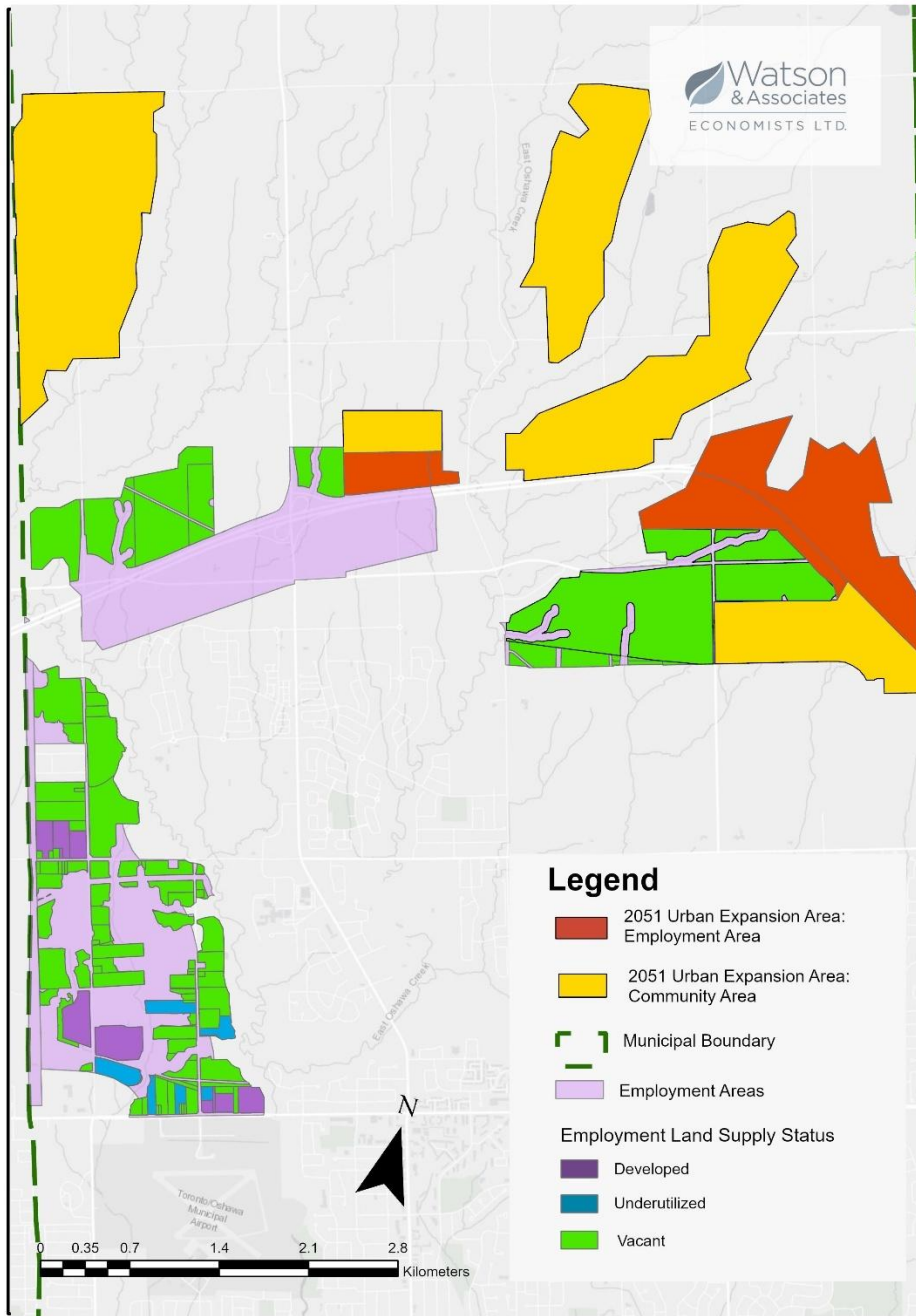 Watson
& Associates
ECONOMISTS LTD.
East Oshawa Creek
Legend
2051 Urban Expansion Area:
Employment Area
2051 Urban Expansion Area:
Community Area
Municipal Boundary
Employment Areas
Employment Land Supply Status
Developed
Underutilized
Vacant
East Oshawa Creek
N
Toronto/Oshawa
Municipal
Airport
0 0.35 0.7 1.4 2.1 2.8
Kilometers